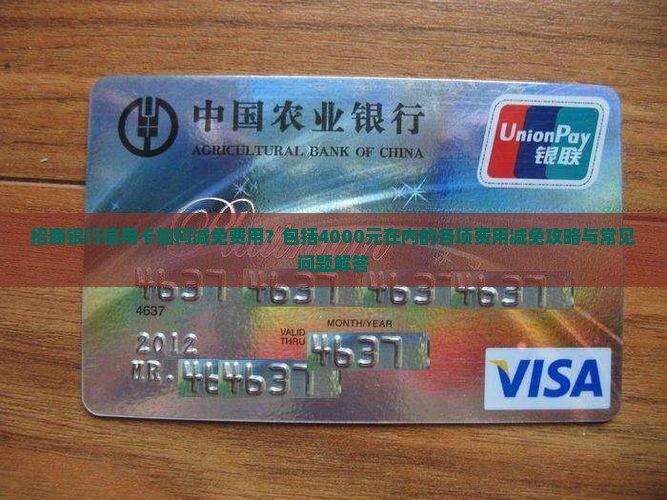 中国农业银行
AGRICULTURAL BANK OF CHINA
UnionPay
银联
招商银行信用卡如何减免费用？包括4000元在内的各项费用减免攻略与常见
问题解答
4637 4637 4637 4637
4637
MONTH/YEAR
VALID
THRU
2012
4637
MR. 464637
VISA